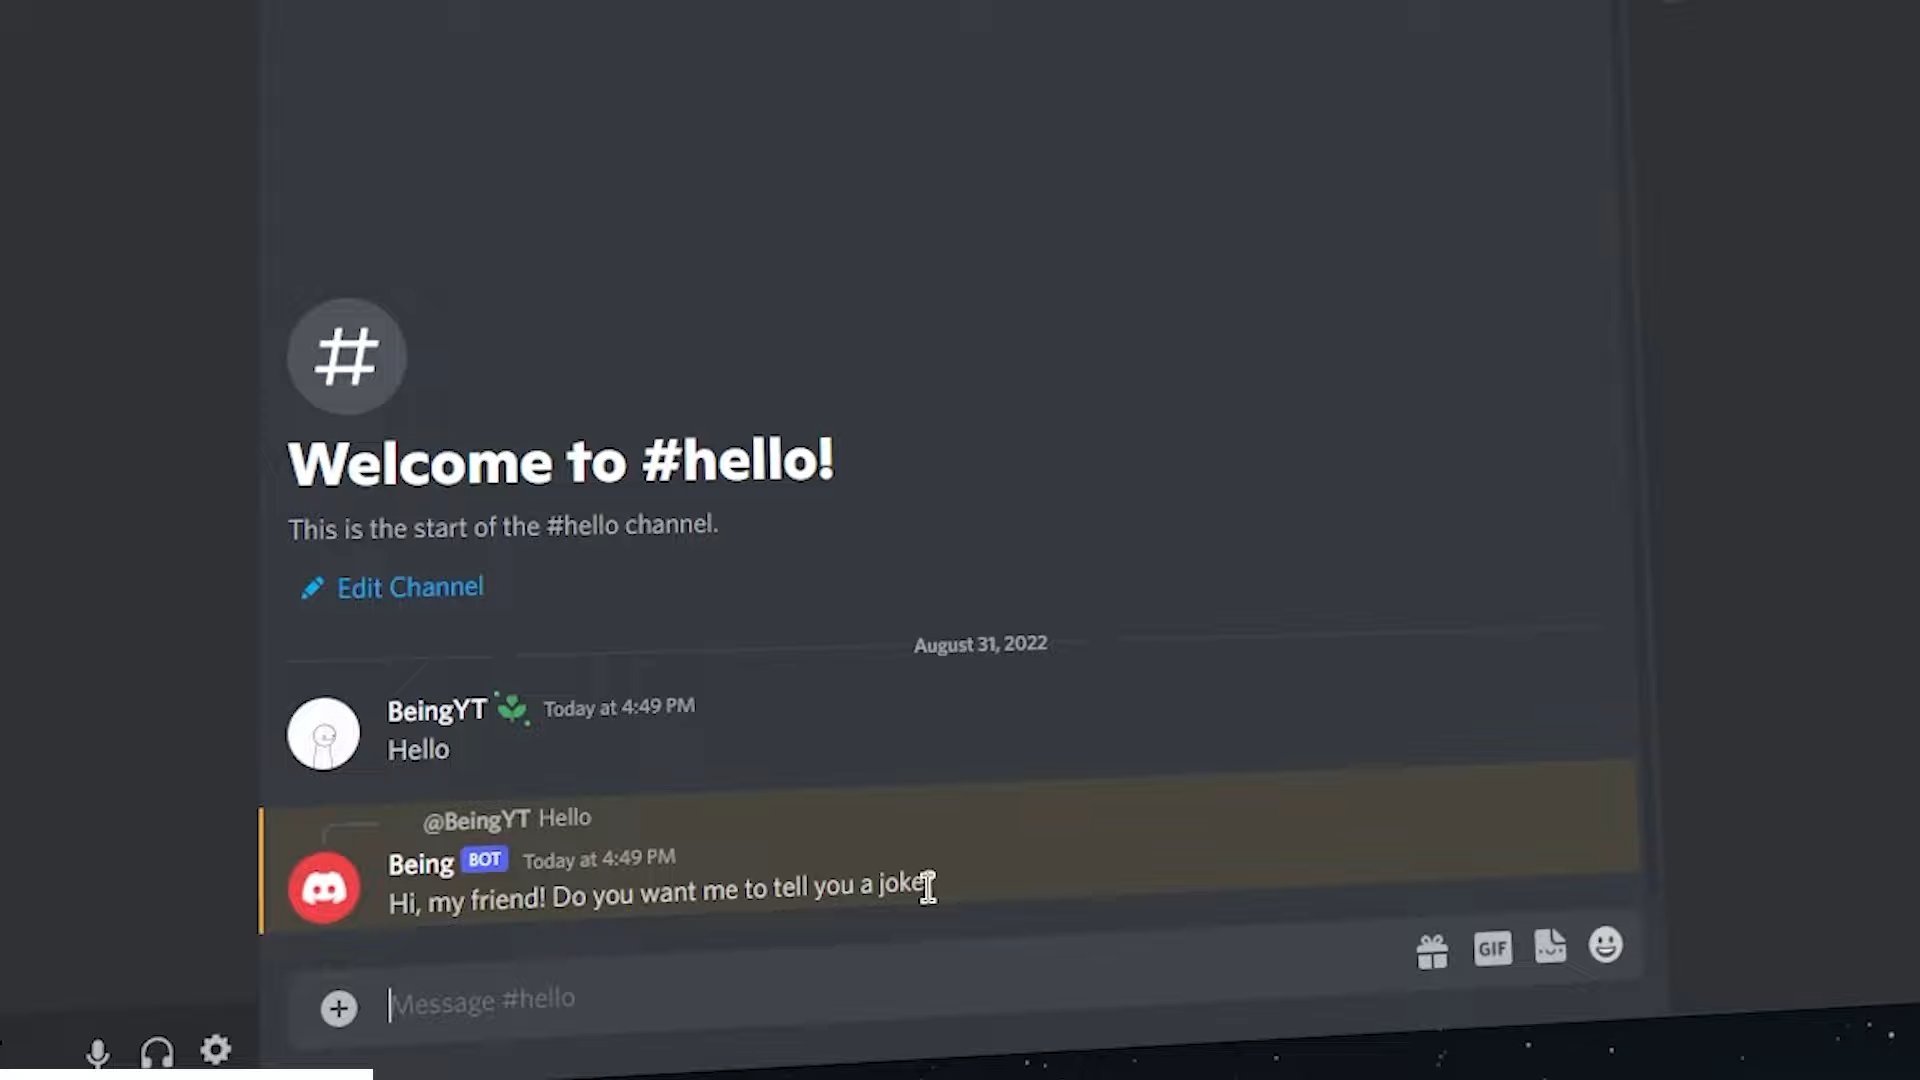 #
Welcome to #hello!
This is the start of the #hello channel.
Edit Channel
August 31, 2022
BeingYT Today at 4:49 PM
Hello
@BeingYT Hello
Being BOT Today at 4:49 PM
Hi, my friend! Do you want me to tell you a joke
GIF
Message #hello